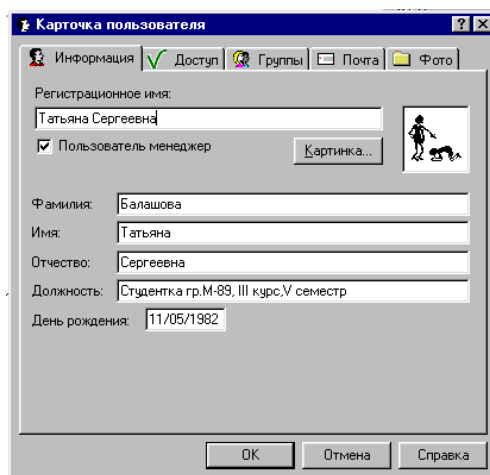 Карточка пользователя
Информация Доступ Группы Почта Фото
Регистрационное имя:
Татьяна Сергеевна
Пользователь менеджер
Картинка...
Фамилия: Балашова
Имя: Татьяна
Отчество: Сергеевна
Должность: Студентка гр.М-89, III курс,V семестр
День рождения: 11/05/1982
OK Отмена Справка